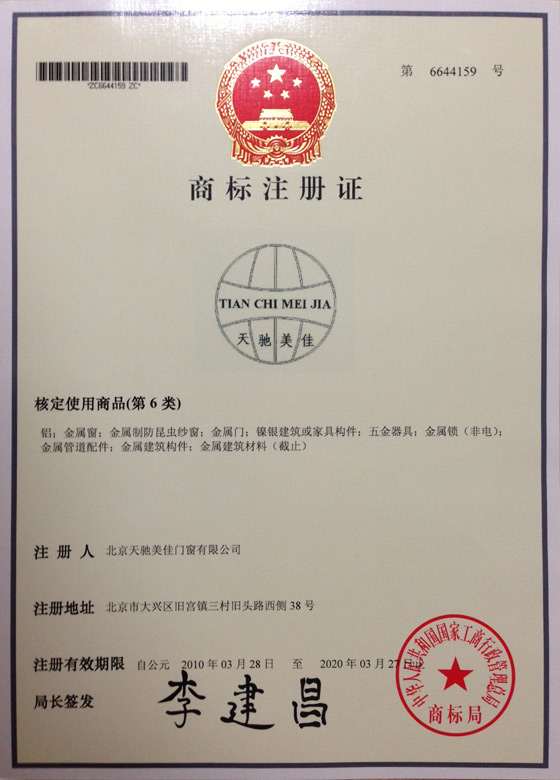 *ZC6644159 ZC*
第 6644159 号
商标注册证
TIAN CHI MEI JIA
天驰美佳
核定使用商品(第 6 类)
铝；金属窗；金属制防昆虫纱窗；金属门；镍银建筑或家具构件；五金器具；金属锁（非电）；
金属管道配件；金属建筑构件；金属建筑材料（截止）
注 册 人 北京天驰美佳门窗有限公司
注册地址 北京市大兴区旧宫镇三村旧头路西侧 38 号
注册有效期限 自公元 2010 年 03 月 28 日 至 2020 年 03 月 27 日止
局长签发 李建昌
中华人民共和国国家工商行政管理总局
商标局